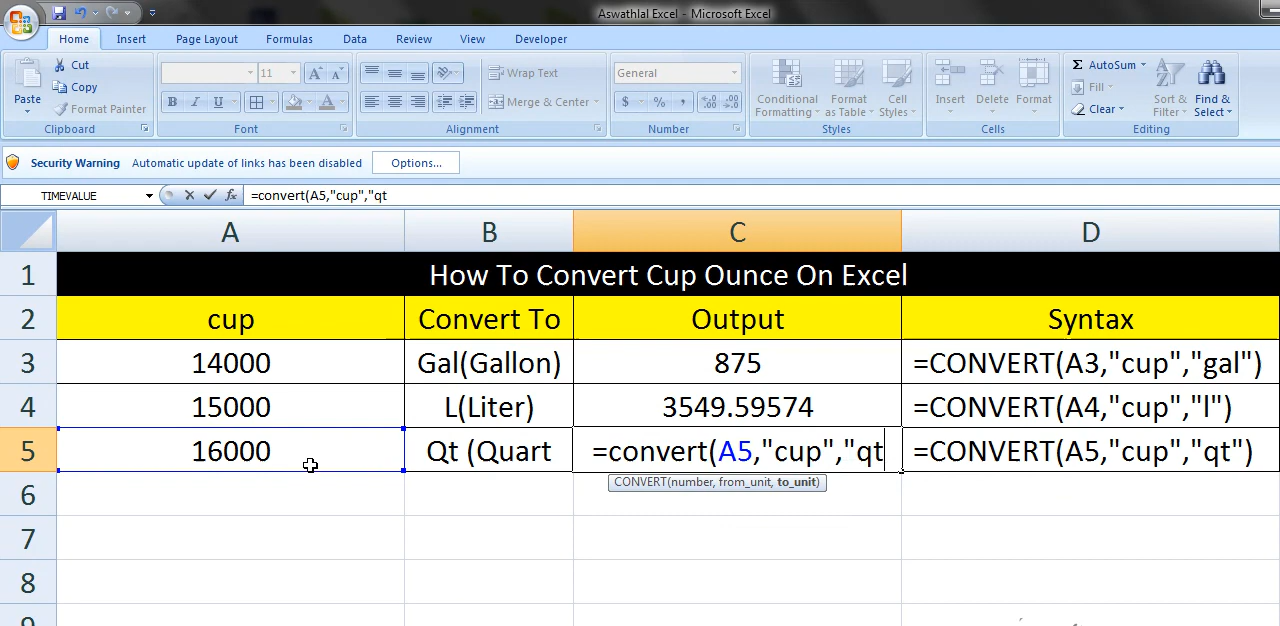 Aswathlal Excel - Microsoft Excel
Home Insert Page Layout Formulas Data Review View Developer
Paste
Cut
Copy
Format Painter
Clipboard
11
A A
B I U A
Font
Wrap Text
Merge & Center
Alignment
General
$ % , .0 .00 .00 .0
Number
Conditional Formatting
Format as Table
Cell Styles
Styles
Insert Delete Format
Cells
Σ AutoSum
Fill
Clear
Sort & Filter
Find & Select
Editing
Security Warning Automatic update of links has been disabled Options...
TIMEVALUE fx =convert(A5,"cup","qt
A B C D
1 How To Convert Cup Ounce On Excel
2 cup Convert To Output Syntax
3 14000 Gal(Gallon) 875 =CONVERT(A3,"cup","gal")
4 15000 L(Liter) 3549.59574 =CONVERT(A4,"cup","l")
5 16000 Qt (Quart =convert(A5,"cup","qt =CONVERT(A5,"cup","qt")
CONVERT(number, from_unit, to_unit)
6
7
8